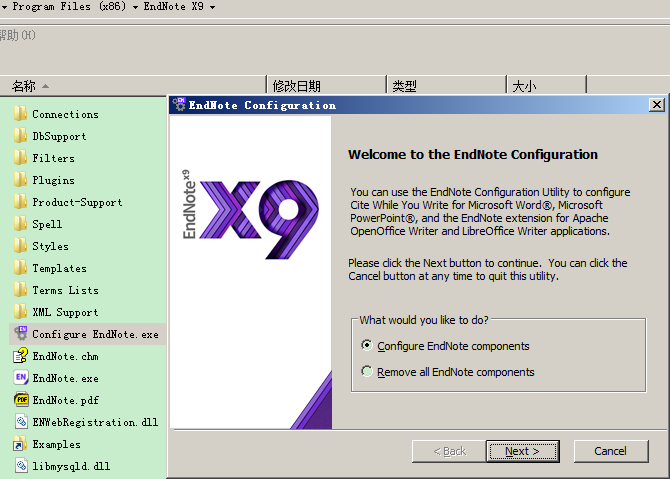 Program Files (x86) EndNote X9
帮助(H)
名称 修改日期 类型 大小
Connections
DbSupport
Filters
Plugins
Product-Support
Spell
Styles
Templates
Terms Lists
XML Support
Configure EndNote.exe
EndNote.chm
EndNote.exe
EndNote.pdf
ENWebRegistration.dll
Examples
libmysqld.dll
EndNote Configuration
EndNote X9
X9
Welcome to the EndNote Configuration
You can use the EndNote Configuration Utility to configure
Cite While You Write for Microsoft Word®, Microsoft
PowerPoint®, and the EndNote extension for Apache
OpenOffice Writer and LibreOffice Writer applications.
Please click the Next button to continue. You can click the
Cancel button at any time to quit this utility.
What would you like to do?
Configure EndNote components
Remove all EndNote components
< Back Next > Cancel